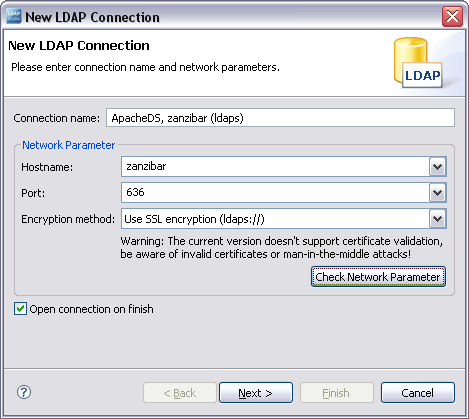 New LDAP Connection
New LDAP Connection
Please enter connection name and network parameters.
LDAP
Connection name: ApacheDS, zanzibar (ldaps)
Network Parameter
Hostname: zanzibar
Port: 636
Encryption method: Use SSL encryption (ldaps://)
Warning: The current version doesn't support certificate validation,
be aware of invalid certificates or man-in-the-middle attacks!
Check Network Parameter
Open connection on finish
? < Back Next > Finish Cancel